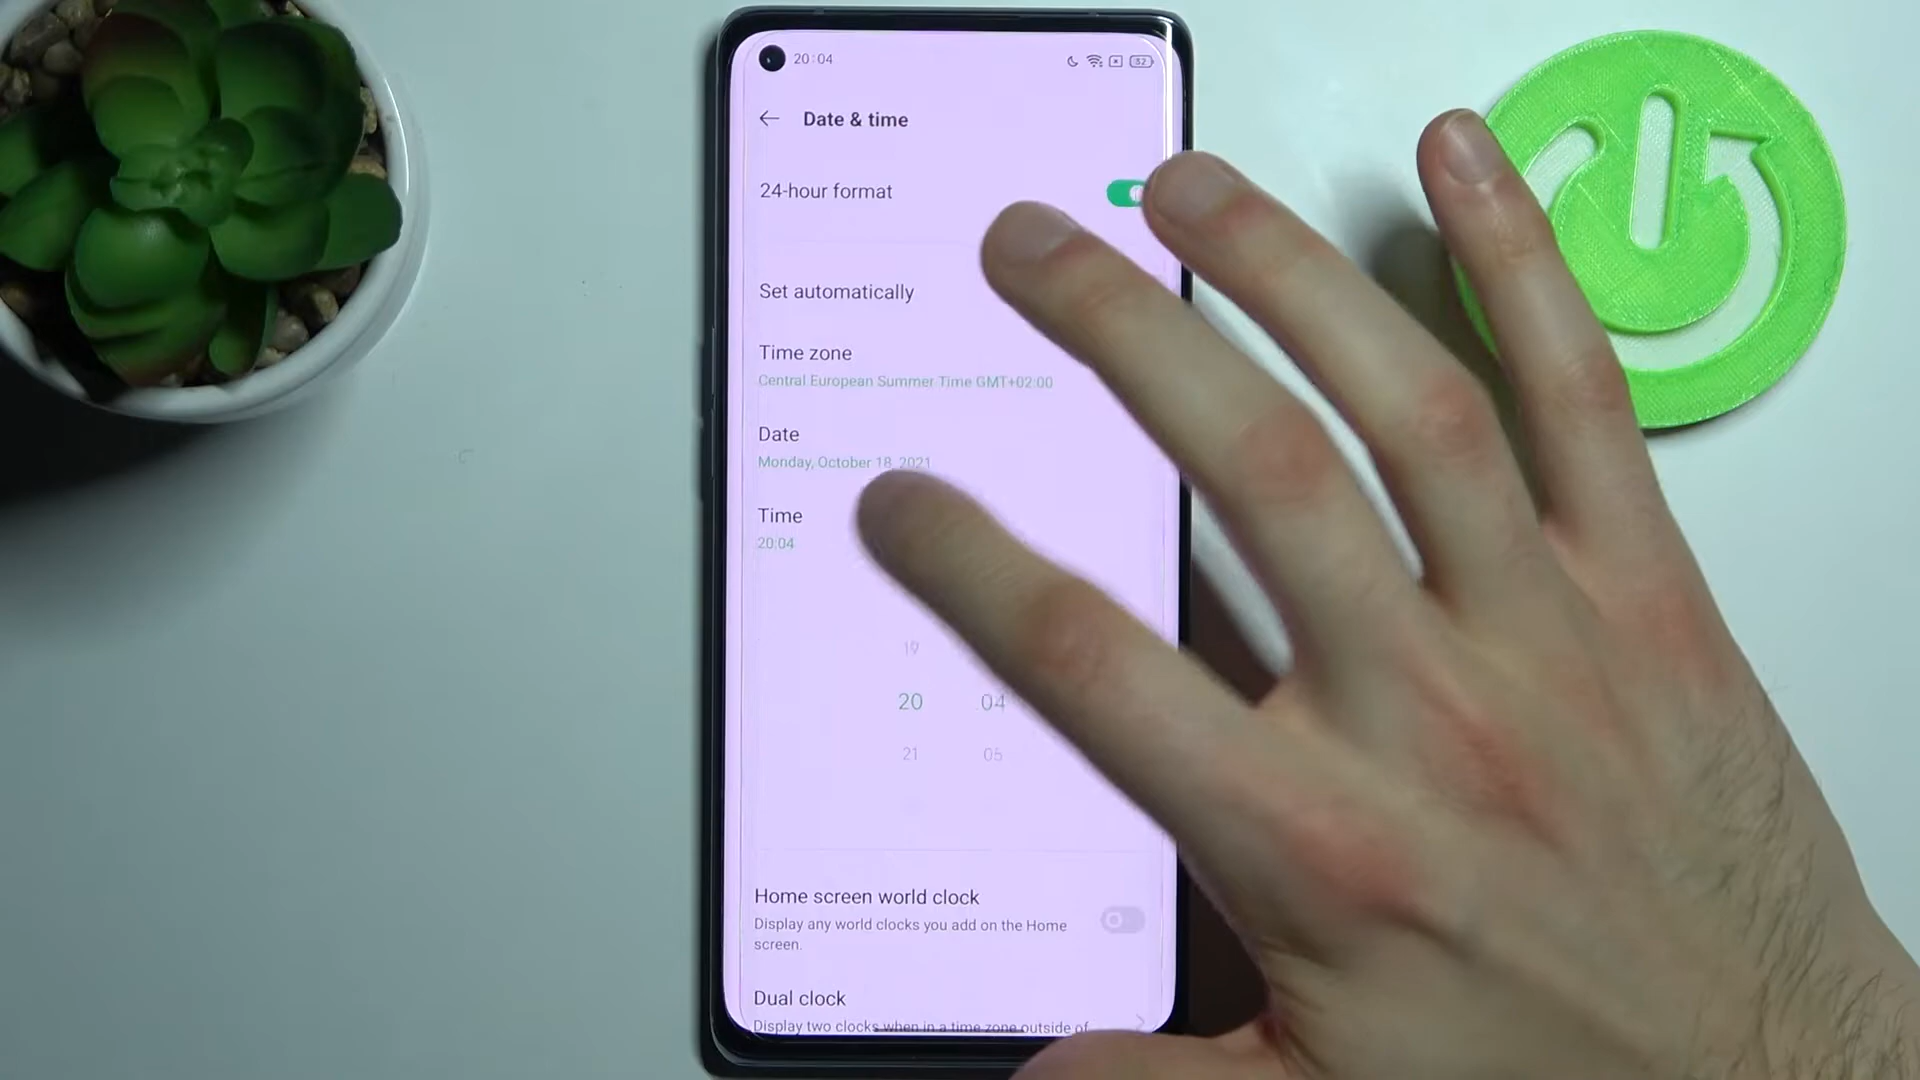 20:04
32
Date & time
24-hour format
Set automatically
Time zone
Central European Summer Time GMT+02:00
Date
Monday, October 18, 2021
Time
20:04
19
20 04
21 05
Home screen world clock
Display any world clocks you add on the Home
screen.
Dual clock
Display two clocks when in a time zone outside of